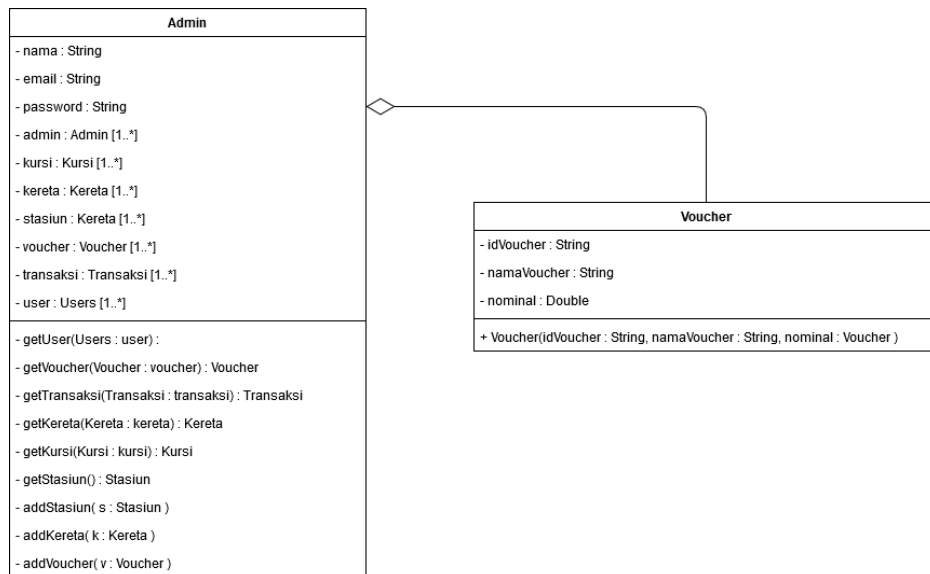 Admin
- nama : String
- email : String
- password : String
- admin : Admin [1..*]
- kursi : Kursi [1..*]
- kereta : Kereta [1..*]
- stasiun : Kereta [1..*]
- voucher : Voucher [1..*]
- transaksi : Transaksi [1..*]
- user : Users [1..*]
- getUser(Users : user) :
- getVoucher(Voucher : voucher) : Voucher
- getTransaksi(Transaksi : transaksi) : Transaksi
- getKereta(Kereta : kereta) : Kereta
- getKursi(Kursi : kursi) : Kursi
- getStasiun() : Stasiun
- addStasiun( s : Stasiun )
- addKereta( k : Kereta )
- addVoucher( v : Voucher )
Voucher
- idVoucher : String
- namaVoucher : String
- nominal : Double
+ Voucher(idVoucher : String, namaVoucher : String, nominal : Voucher )